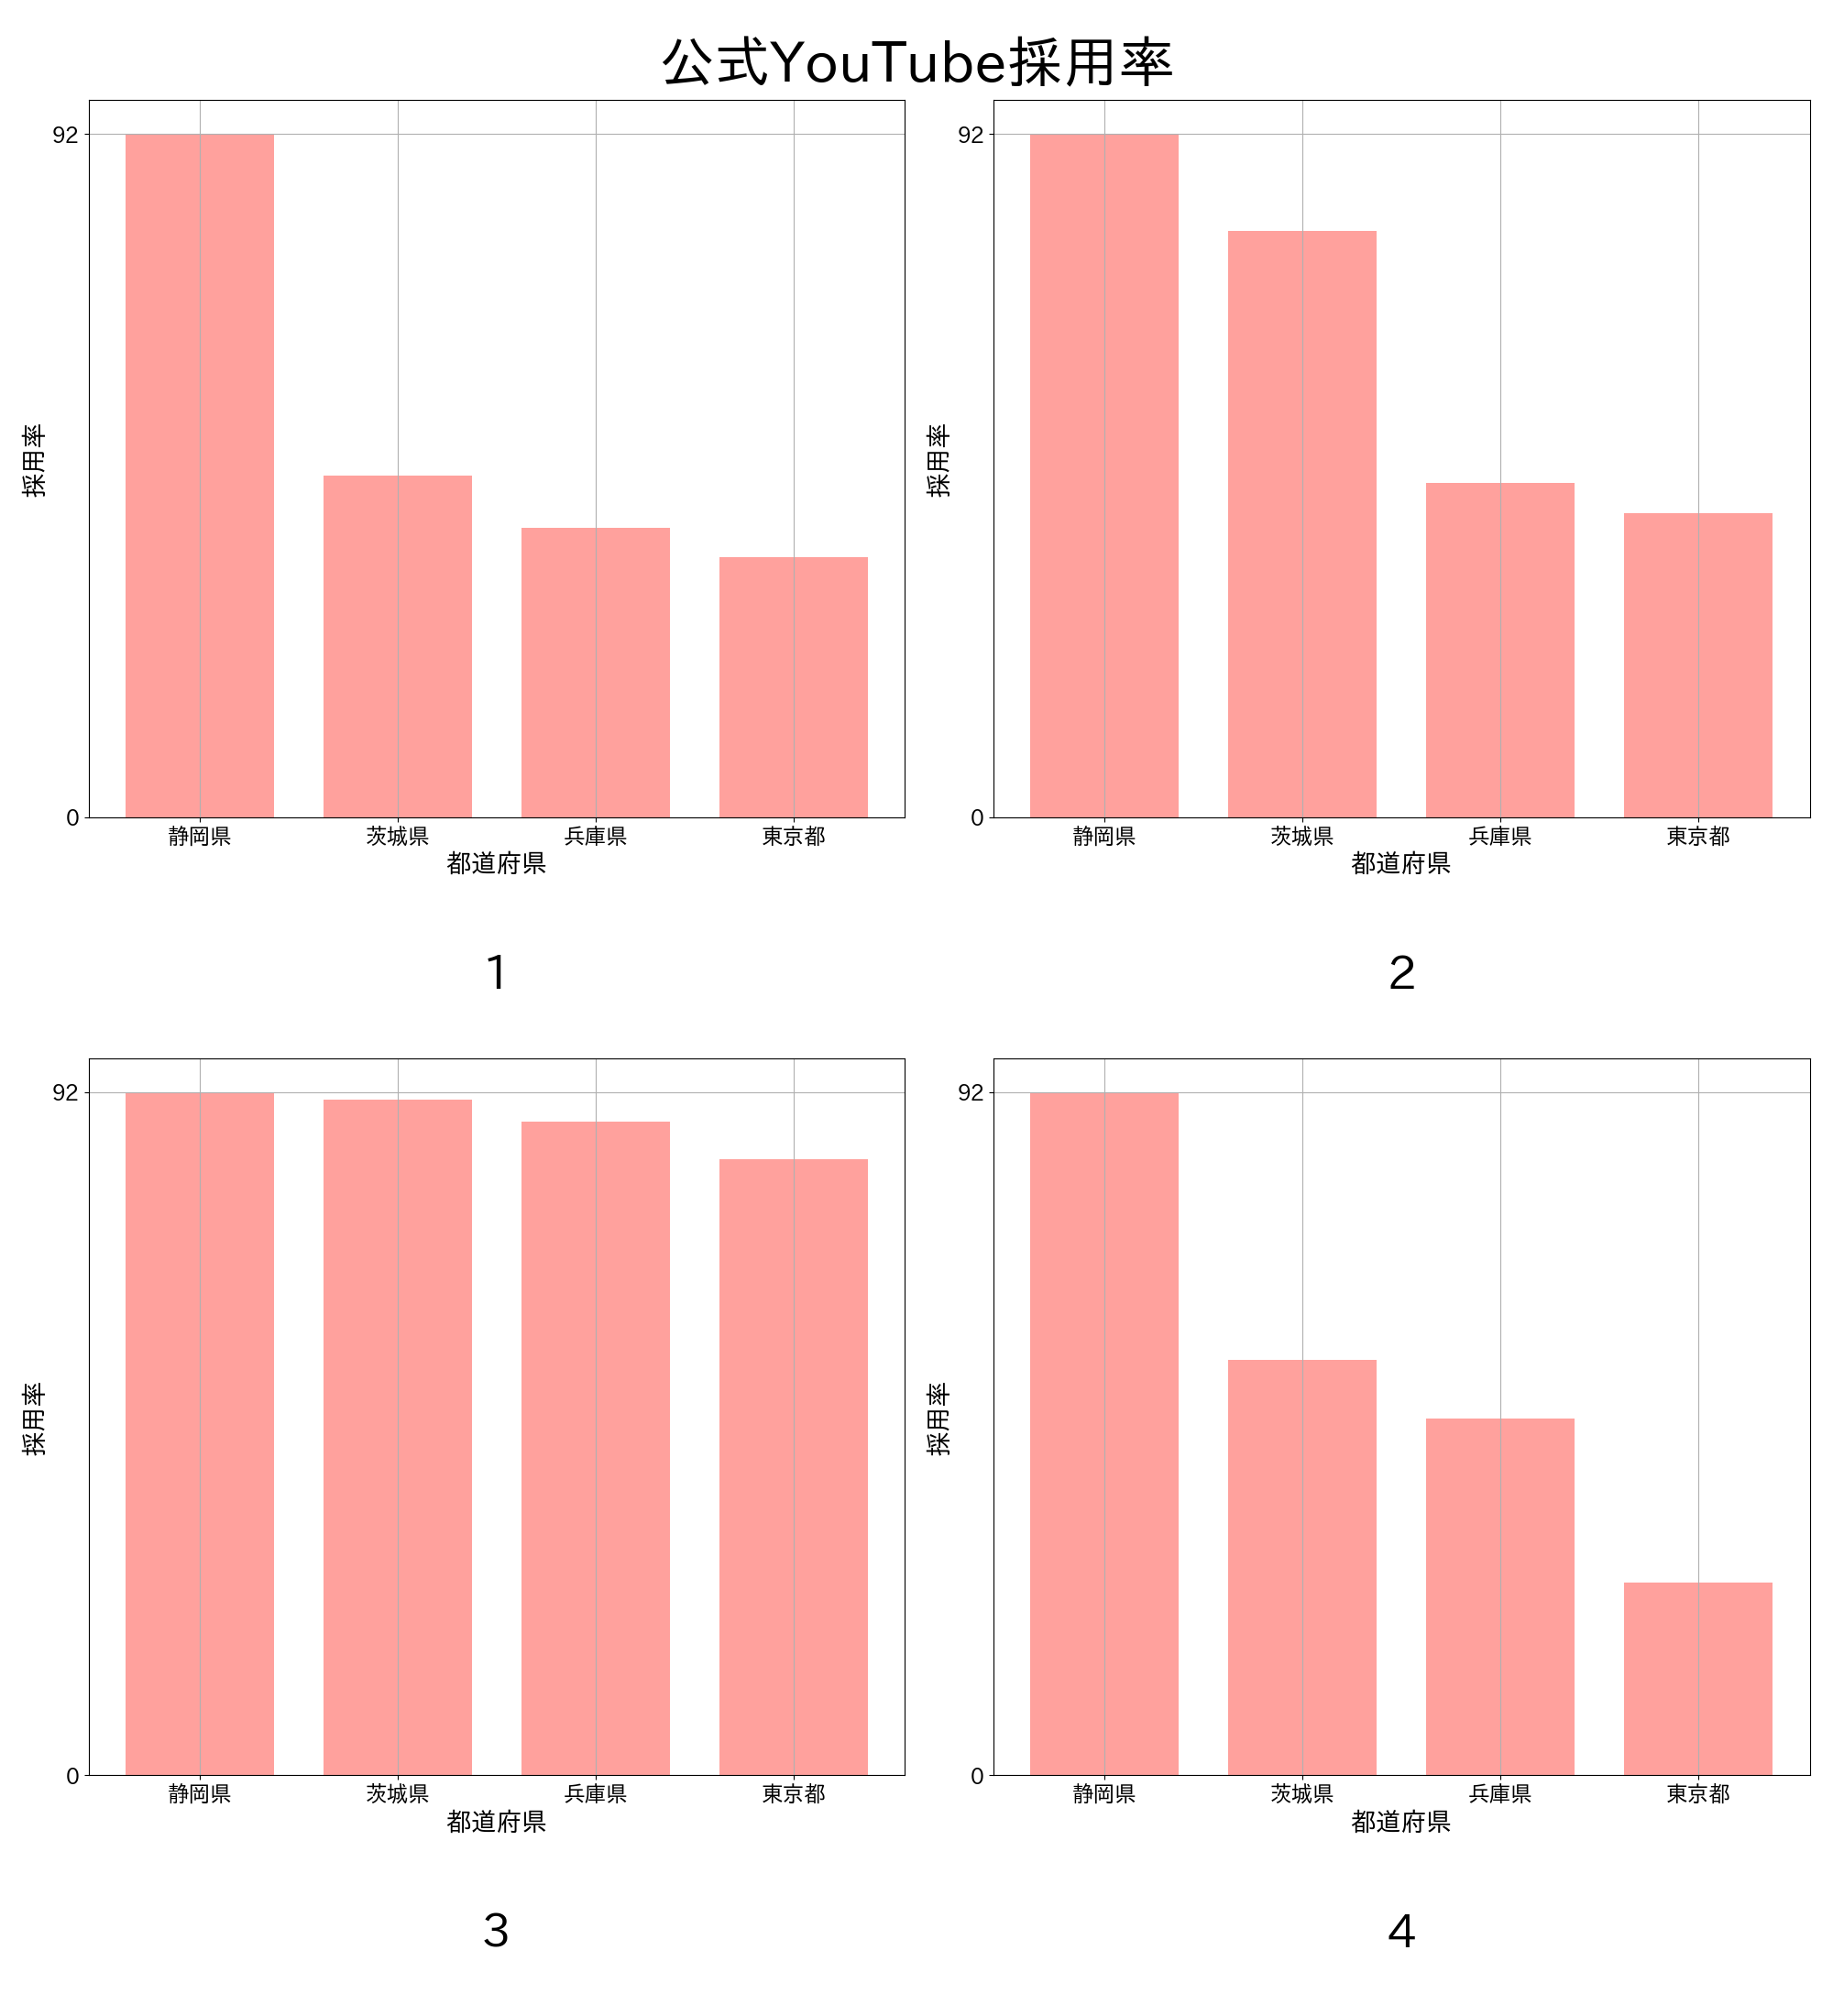 公式YouTube採用率
92
0
採用率
静岡県 茨城県 兵庫県 東京都
都道府県
1
92
0
採用率
静岡県 茨城県 兵庫県 東京都
都道府県
2
92
0
採用率
静岡県 茨城県 兵庫県 東京都
都道府県
3
92
0
採用率
静岡県 茨城県 兵庫県 東京都
都道府県
4